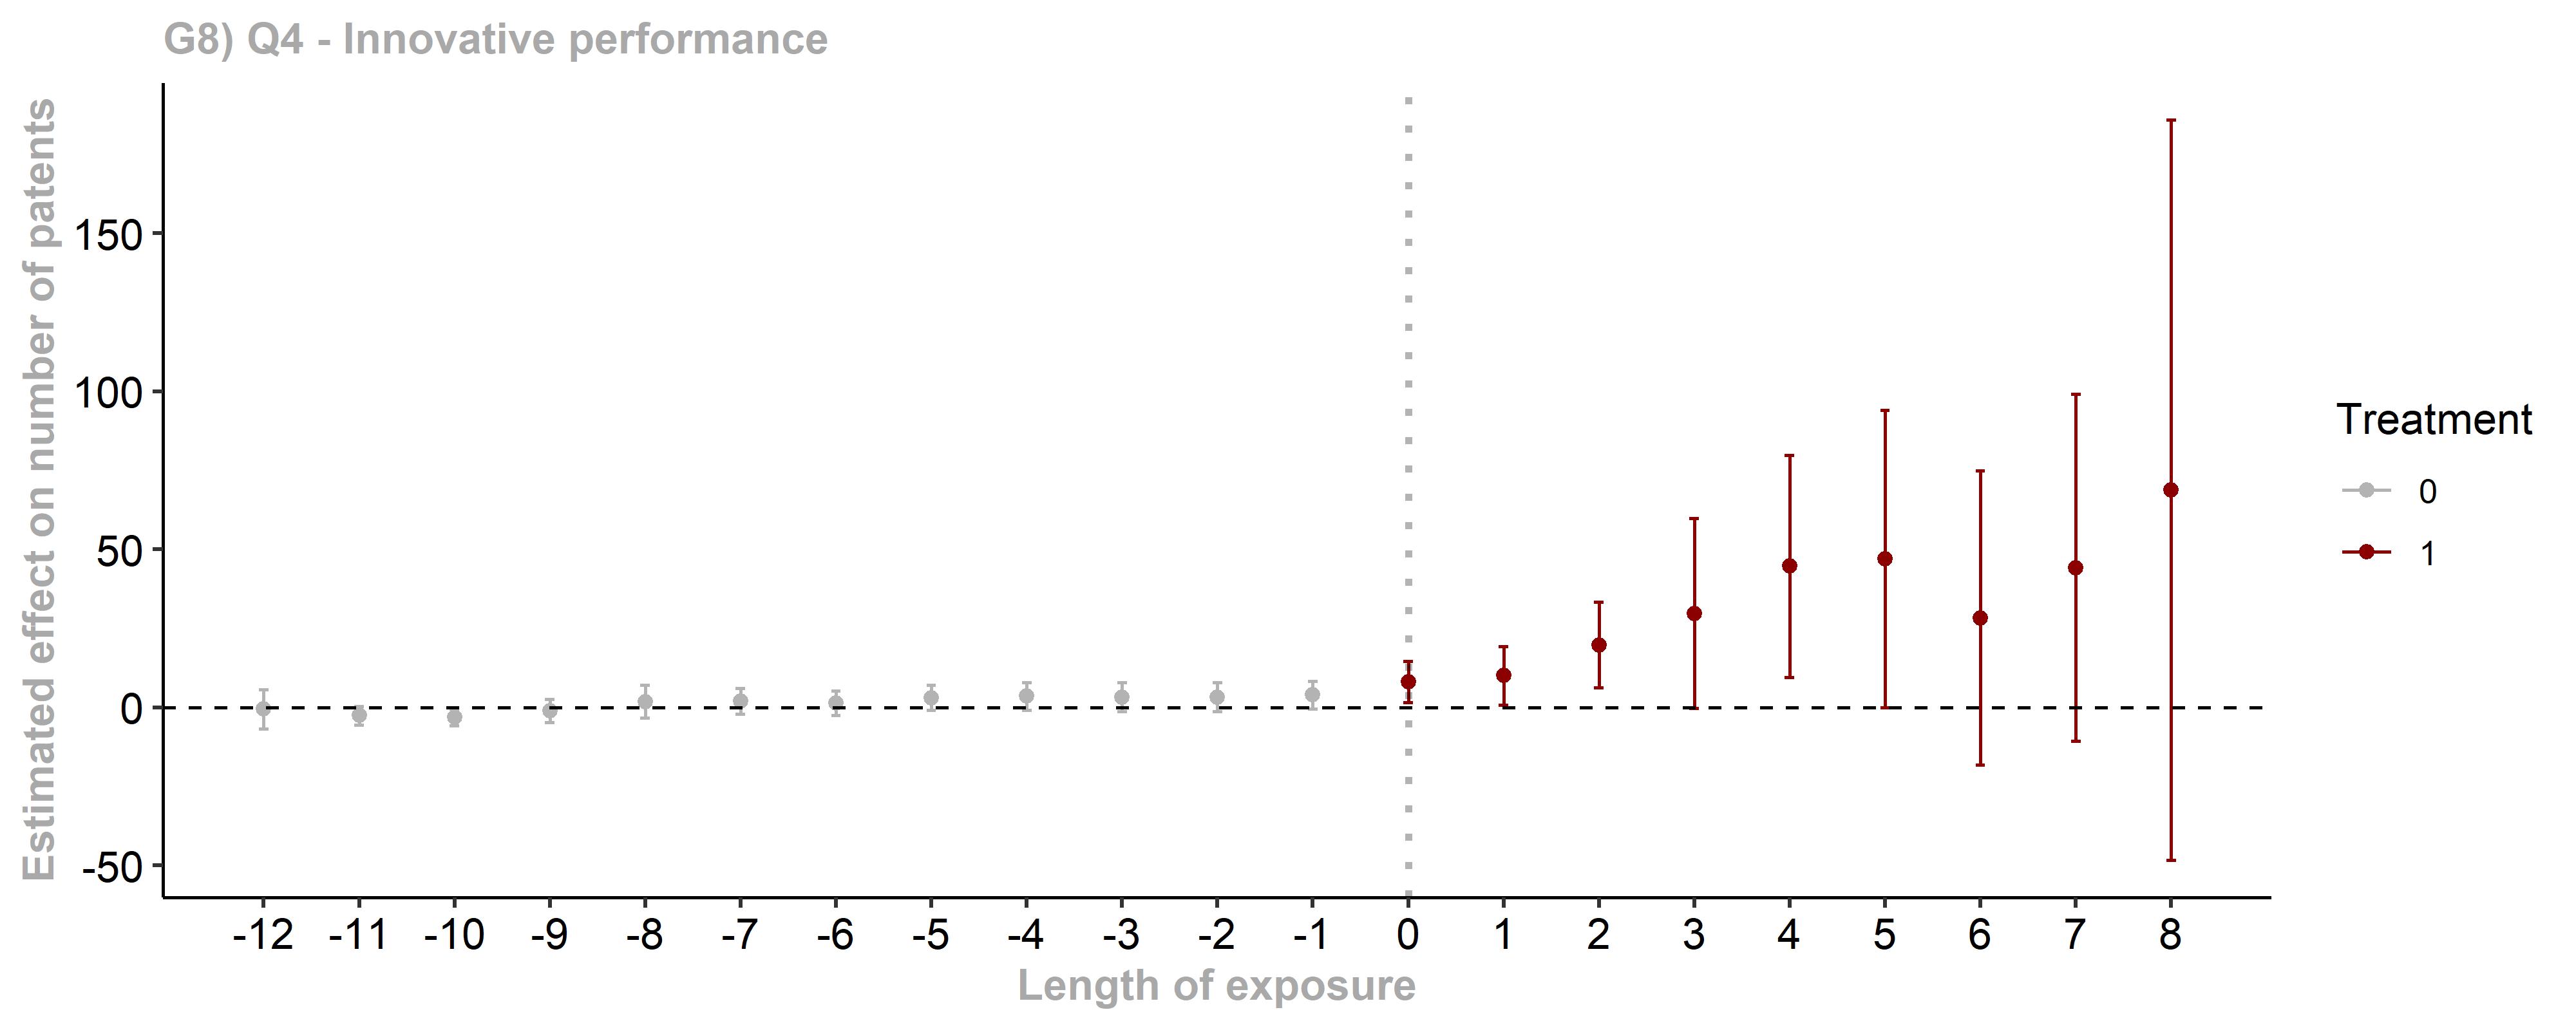 G8) Q4 - Innovative performance
Estimated effect on number of patents
150
100
50
0
-50
-12 -11 -10 -9 -8 -7 -6 -5 -4 -3 -2 -1 0 1 2 3 4 5 6 7 8
Length of exposure
Treatment
0
1